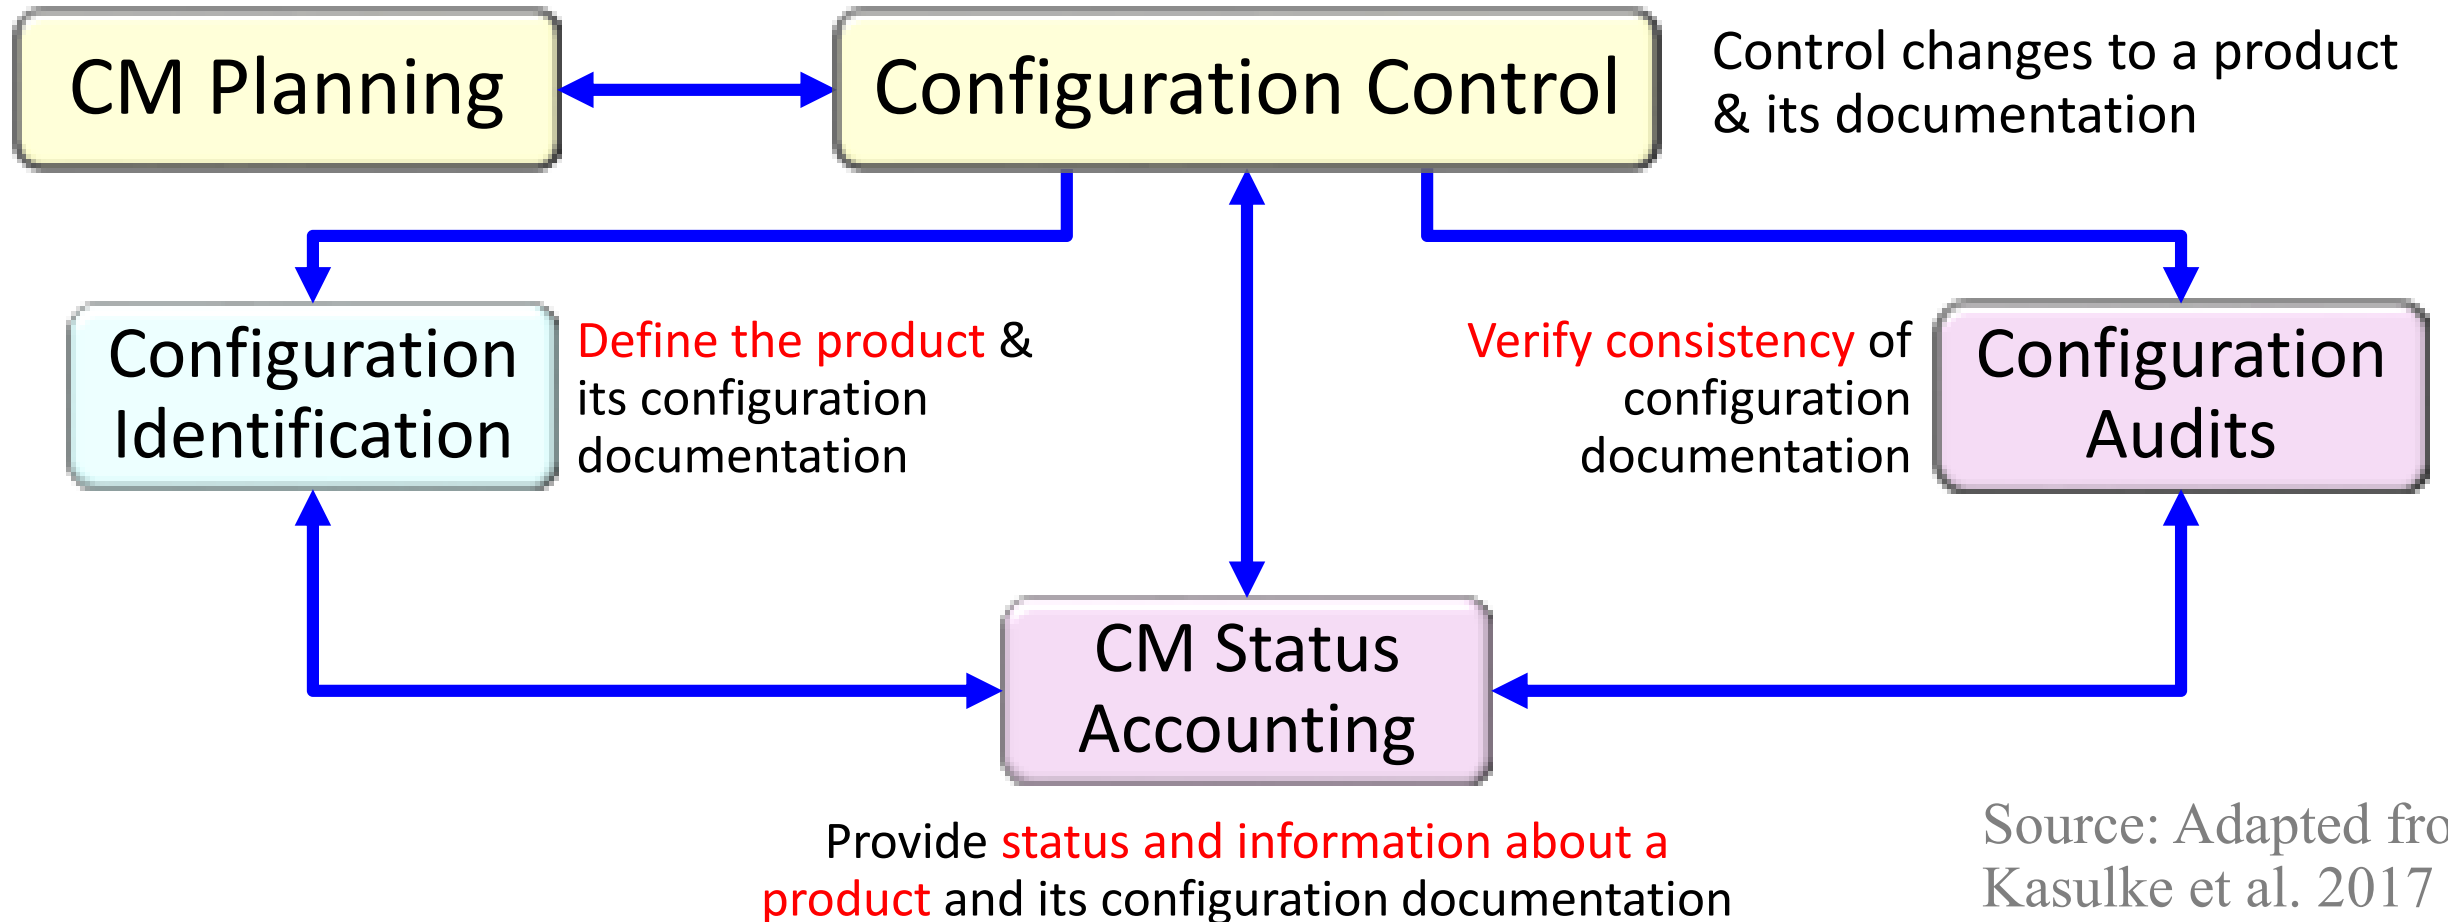 CM Planning
Configuration Control
Control changes to a product
& its documentation
Configuration
Identification
Define the product &
its configuration
documentation
Verify consistency of
configuration
documentation
Configuration
Audits
CM Status
Accounting
Provide status and information about a
product and its configuration documentation
Source: Adapted fro
Kasulke et al. 2017